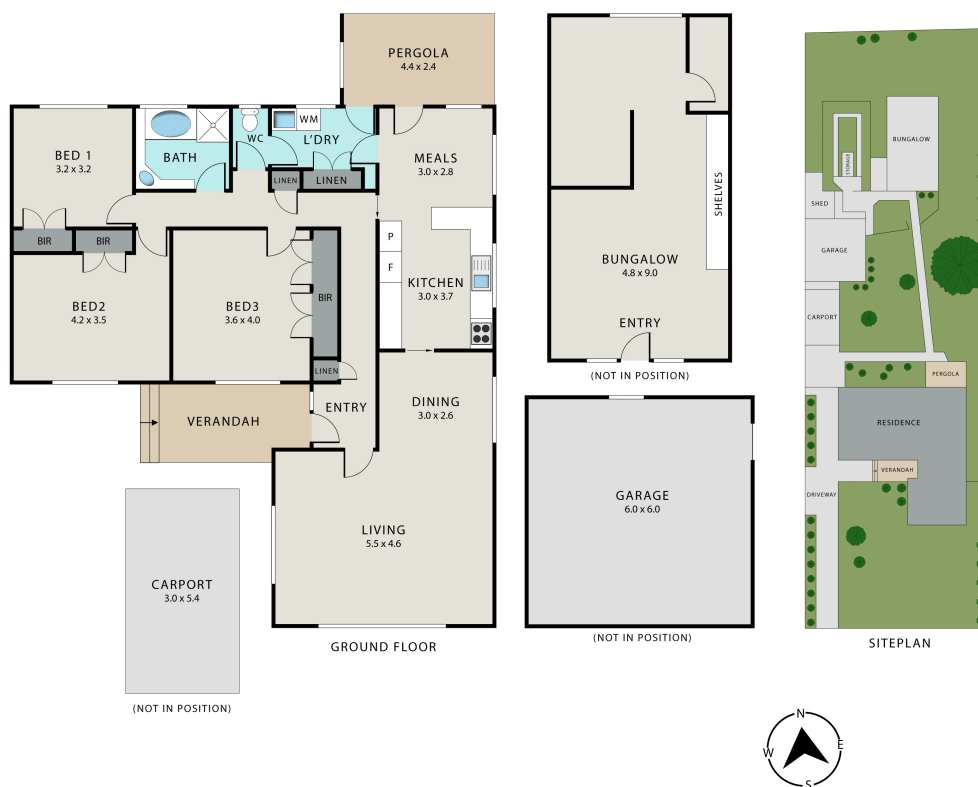 PERGOLA
4.4 x 2.4
BED 1
3.2 x 3.2
BATH
WC
WM
L'DRY
LINEN
LINEN
MEALS
3.0 x 2.8
BIR
BIR
P
F
KITCHEN
3.0 x 3.7
BED2
4.2 x 3.5
BED3
3.6 x 4.0
BIR
LINEN
ENTRY
DINING
3.0 x 2.6
VERANDAH
LIVING
5.5 x 4.6
GROUND FLOOR
CARPORT
3.0 x 5.4
(NOT IN POSITION)
SHELVES
BUNGALOW
4.8 x 9.0
ENTRY
(NOT IN POSITION)
GARAGE
6.0 x 6.0
(NOT IN POSITION)
BUNGALOW
STORAGE
SHED
GARAGE
CARPORT
PERGOLA
RESIDENCE
VERANDAH
DRIVEWAY
SITEPLAN
N
W
E
S